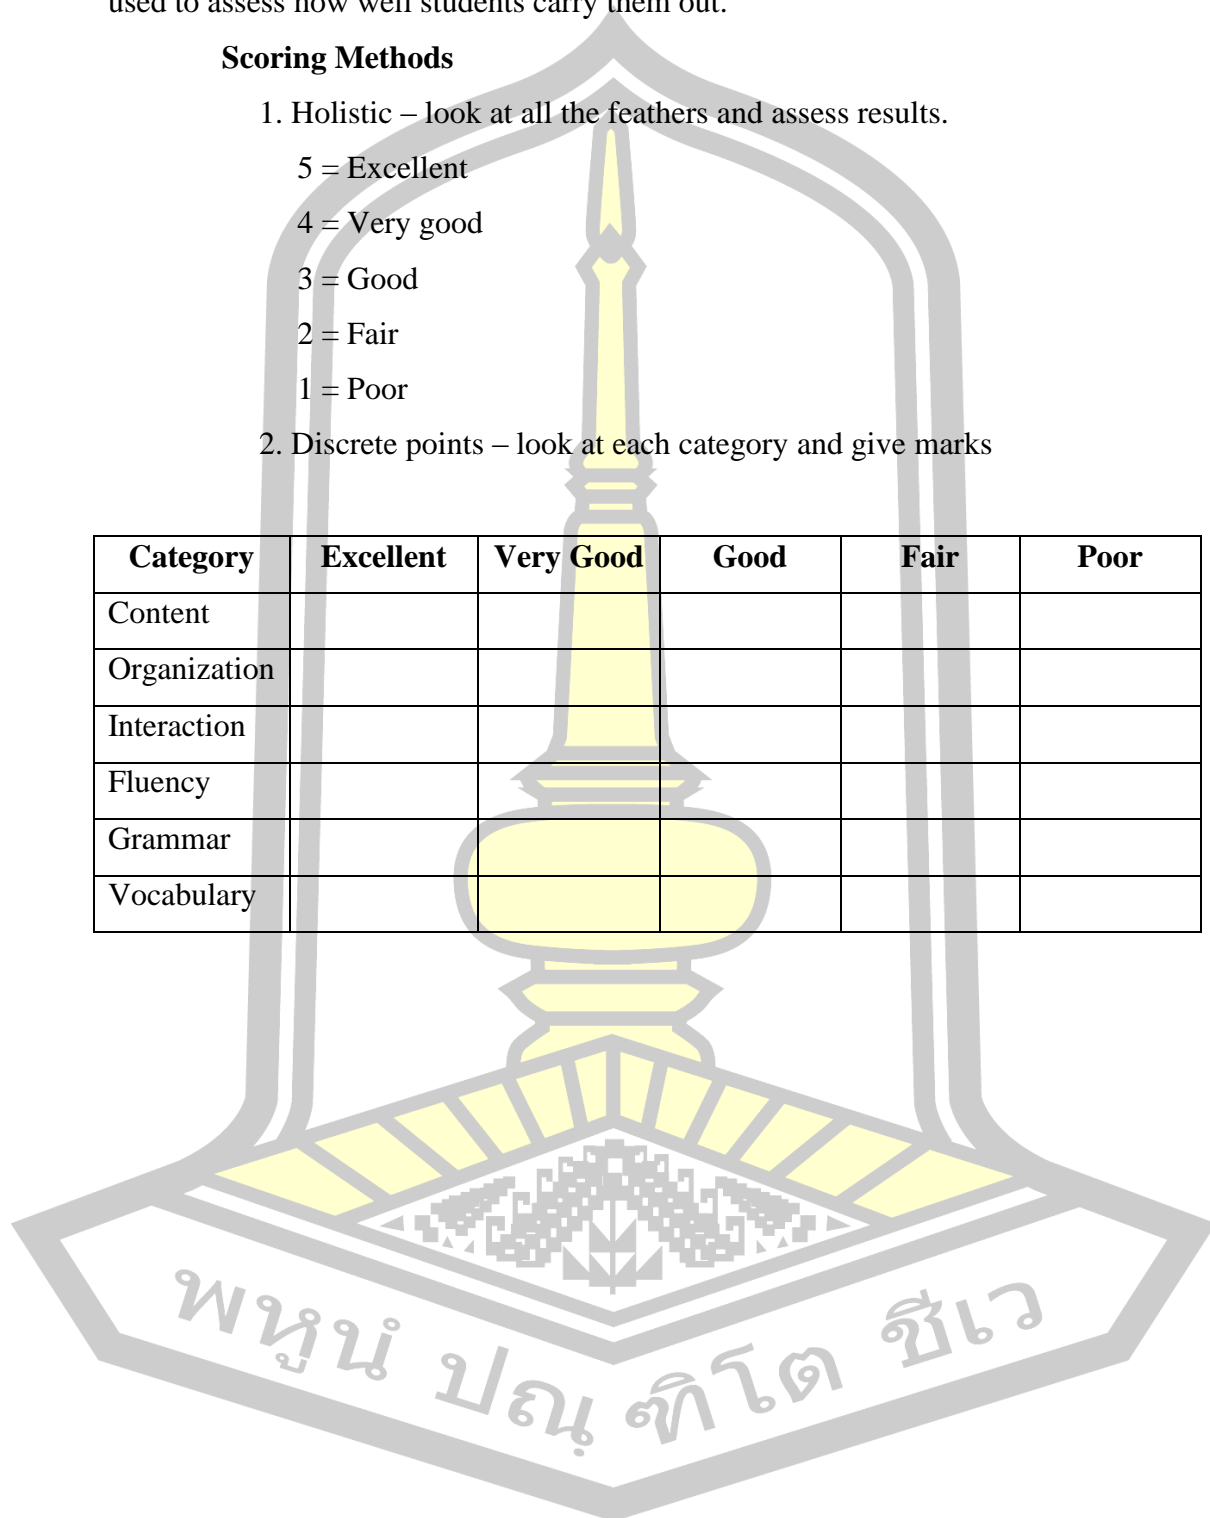 used to assess how well students carry them out.
Scoring Methods
1. Holistic – look at all the feathers and assess results.
5 = Excellent
4 = Very good
3 = Good
2 = Fair
1 = Poor
2. Discrete points – look at each category and give marks
Category Excellent Very Good Good Fair Poor
Content
Organization
Interaction
Fluency
Grammar
Vocabulary
พหูนํ ปณฺฑิโต ชีเว